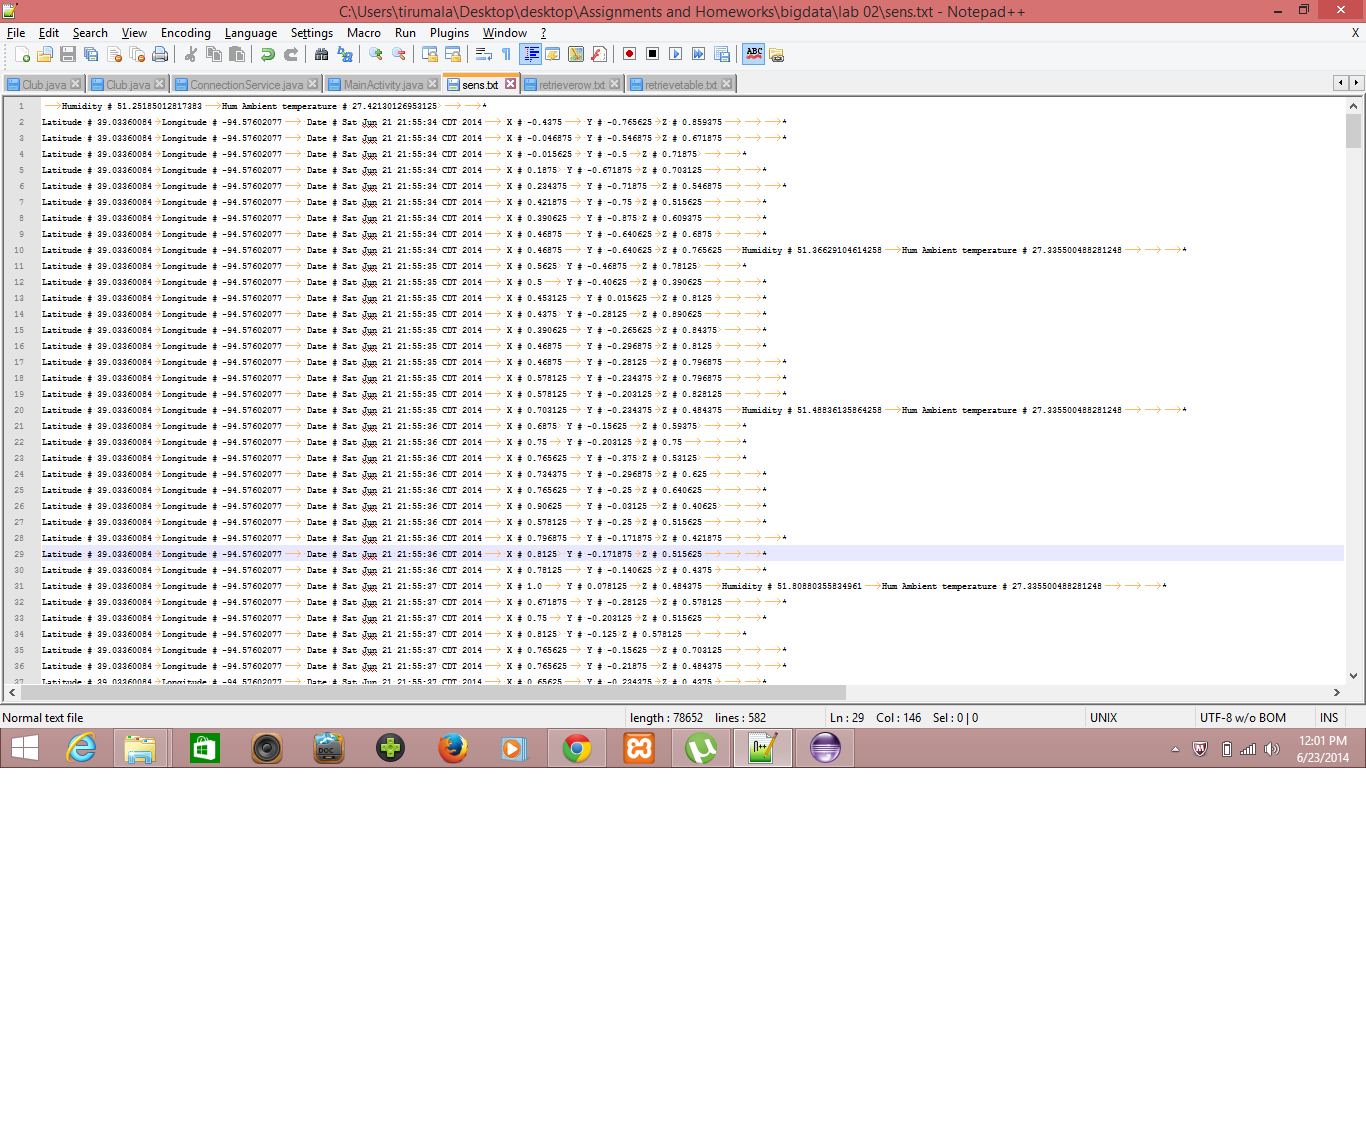 C:\Users\tirumala\Desktop\desktop\Assignments and Homeworks\bigdata\lab 02\sens.txt - Notepad++
File Edit Search View Encoding Language Settings Macro Run Plugins Window ? X
Club.java Club.java ConnectionService.java MainActivity.java sens.txt retrieverow.txt retrievetable.txt
1 Humidity # 51.25185012817383 Hum Ambient temperature # 27.42130126953125 *
2 Latitude # 39.03360084 Longitude # -94.57602077 Date # Sat Jun 21 21:55:34 CDT 2014 X # -0.4375 Y # -0.765625 Z # 0.859375 *
3 Latitude # 39.03360084 Longitude # -94.57602077 Date # Sat Jun 21 21:55:34 CDT 2014 X # -0.046875 Y # -0.546875 Z # 0.671875 *
4 Latitude # 39.03360084 Longitude # -94.57602077 Date # Sat Jun 21 21:55:34 CDT 2014 X # -0.015625 Y # -0.5 Z # 0.71875 *
5 Latitude # 39.03360084 Longitude # -94.57602077 Date # Sat Jun 21 21:55:34 CDT 2014 X # 0.1875 Y # -0.671875 Z # 0.703125 *
6 Latitude # 39.03360084 Longitude # -94.57602077 Date # Sat Jun 21 21:55:34 CDT 2014 X # 0.234375 Y # -0.71875 Z # 0.546875 *
7 Latitude # 39.03360084 Longitude # -94.57602077 Date # Sat Jun 21 21:55:34 CDT 2014 X # 0.421875 Y # -0.75 Z # 0.515625 *
8 Latitude # 39.03360084 Longitude # -94.57602077 Date # Sat Jun 21 21:55:34 CDT 2014 X # 0.390625 Y # -0.875 Z # 0.609375 *
9 Latitude # 39.03360084 Longitude # -94.57602077 Date # Sat Jun 21 21:55:34 CDT 2014 X # 0.46875 Y # -0.640625 Z # 0.6875 *
10 Latitude # 39.03360084 Longitude # -94.57602077 Date # Sat Jun 21 21:55:34 CDT 2014 X # 0.46875 Y # -0.640625 Z # 0.765625 Humidity # 51.36629104614258 Hum Ambient temperature # 27.335500488281248 *
11 Latitude # 39.03360084 Longitude # -94.57602077 Date # Sat Jun 21 21:55:35 CDT 2014 X # 0.5625 Y # -0.46875 Z # 0.78125 *
12 Latitude # 39.03360084 Longitude # -94.57602077 Date # Sat Jun 21 21:55:35 CDT 2014 X # 0.5 Y # -0.40625 Z # 0.390625 *
13 Latitude # 39.03360084 Longitude # -94.57602077 Date # Sat Jun 21 21:55:35 CDT 2014 X # 0.453125 Y # 0.015625 Z # 0.8125 *
14 Latitude # 39.03360084 Longitude # -94.57602077 Date # Sat Jun 21 21:55:35 CDT 2014 X # 0.4375 Y # -0.28125 Z # 0.890625 *
15 Latitude # 39.03360084 Longitude # -94.57602077 Date # Sat Jun 21 21:55:35 CDT 2014 X # 0.390625 Y # -0.265625 Z # 0.84375 *
16 Latitude # 39.03360084 Longitude # -94.57602077 Date # Sat Jun 21 21:55:35 CDT 2014 X # 0.46875 Y # -0.296875 Z # 0.8125 *
17 Latitude # 39.03360084 Longitude # -94.57602077 Date # Sat Jun 21 21:55:35 CDT 2014 X # 0.46875 Y # -0.28125 Z # 0.796875 *
18 Latitude # 39.03360084 Longitude # -94.57602077 Date # Sat Jun 21 21:55:35 CDT 2014 X # 0.578125 Y # -0.234375 Z # 0.796875 *
19 Latitude # 39.03360084 Longitude # -94.57602077 Date # Sat Jun 21 21:55:35 CDT 2014 X # 0.578125 Y # -0.203125 Z # 0.828125 *
20 Latitude # 39.03360084 Longitude # -94.57602077 Date # Sat Jun 21 21:55:35 CDT 2014 X # 0.703125 Y # -0.234375 Z # 0.484375 Humidity # 51.48836135864258 Hum Ambient temperature # 27.335500488281248 *
21 Latitude # 39.03360084 Longitude # -94.57602077 Date # Sat Jun 21 21:55:36 CDT 2014 X # 0.6875 Y # -0.15625 Z # 0.59375 *
22 Latitude # 39.03360084 Longitude # -94.57602077 Date # Sat Jun 21 21:55:36 CDT 2014 X # 0.75 Y # -0.203125 Z # 0.75 *
23 Latitude # 39.03360084 Longitude # -94.57602077 Date # Sat Jun 21 21:55:36 CDT 2014 X # 0.765625 Y # -0.375 Z # 0.53125 *
24 Latitude # 39.03360084 Longitude # -94.57602077 Date # Sat Jun 21 21:55:36 CDT 2014 X # 0.734375 Y # -0.296875 Z # 0.625 *
25 Latitude # 39.03360084 Longitude # -94.57602077 Date # Sat Jun 21 21:55:36 CDT 2014 X # 0.765625 Y # -0.25 Z # 0.640625 *
26 Latitude # 39.03360084 Longitude # -94.57602077 Date # Sat Jun 21 21:55:36 CDT 2014 X # 0.90625 Y # -0.03125 Z # 0.40625 *
27 Latitude # 39.03360084 Longitude # -94.57602077 Date # Sat Jun 21 21:55:36 CDT 2014 X # 0.578125 Y # -0.25 Z # 0.515625 *
28 Latitude # 39.03360084 Longitude # -94.57602077 Date # Sat Jun 21 21:55:36 CDT 2014 X # 0.796875 Y # -0.171875 Z # 0.421875 *
29 Latitude # 39.03360084 Longitude # -94.57602077 Date # Sat Jun 21 21:55:36 CDT 2014 X # 0.8125 Y # -0.171875 Z # 0.515625 *
30 Latitude # 39.03360084 Longitude # -94.57602077 Date # Sat Jun 21 21:55:36 CDT 2014 X # 0.78125 Y # -0.140625 Z # 0.4375 *
31 Latitude # 39.03360084 Longitude # -94.57602077 Date # Sat Jun 21 21:55:37 CDT 2014 X # 1.0 Y # 0.078125 Z # 0.484375 Humidity # 51.80880355834961 Hum Ambient temperature # 27.335500488281248 *
32 Latitude # 39.03360084 Longitude # -94.57602077 Date # Sat Jun 21 21:55:37 CDT 2014 X # 0.671875 Y # -0.28125 Z # 0.578125 *
33 Latitude # 39.03360084 Longitude # -94.57602077 Date # Sat Jun 21 21:55:37 CDT 2014 X # 0.75 Y # -0.203125 Z # 0.515625 *
34 Latitude # 39.03360084 Longitude # -94.57602077 Date # Sat Jun 21 21:55:37 CDT 2014 X # 0.8125 Y # -0.125 Z # 0.578125 *
35 Latitude # 39.03360084 Longitude # -94.57602077 Date # Sat Jun 21 21:55:37 CDT 2014 X # 0.765625 Y # -0.15625 Z # 0.703125 *
36 Latitude # 39.03360084 Longitude # -94.57602077 Date # Sat Jun 21 21:55:37 CDT 2014 X # 0.765625 Y # -0.21875 Z # 0.484375 *
37 Latitude # 39.03360084 Longitude # -94.57602077 Date # Sat Jun 21 21:55:37 CDT 2014 X # 0.65625 Y # -0.234375 Z # 0.4375 *
Normal text file length : 78652 lines : 582 Ln : 29 Col : 146 Sel : 0 | 0 UNIX UTF-8 w/o BOM INS
12:01 PM
6/23/2014